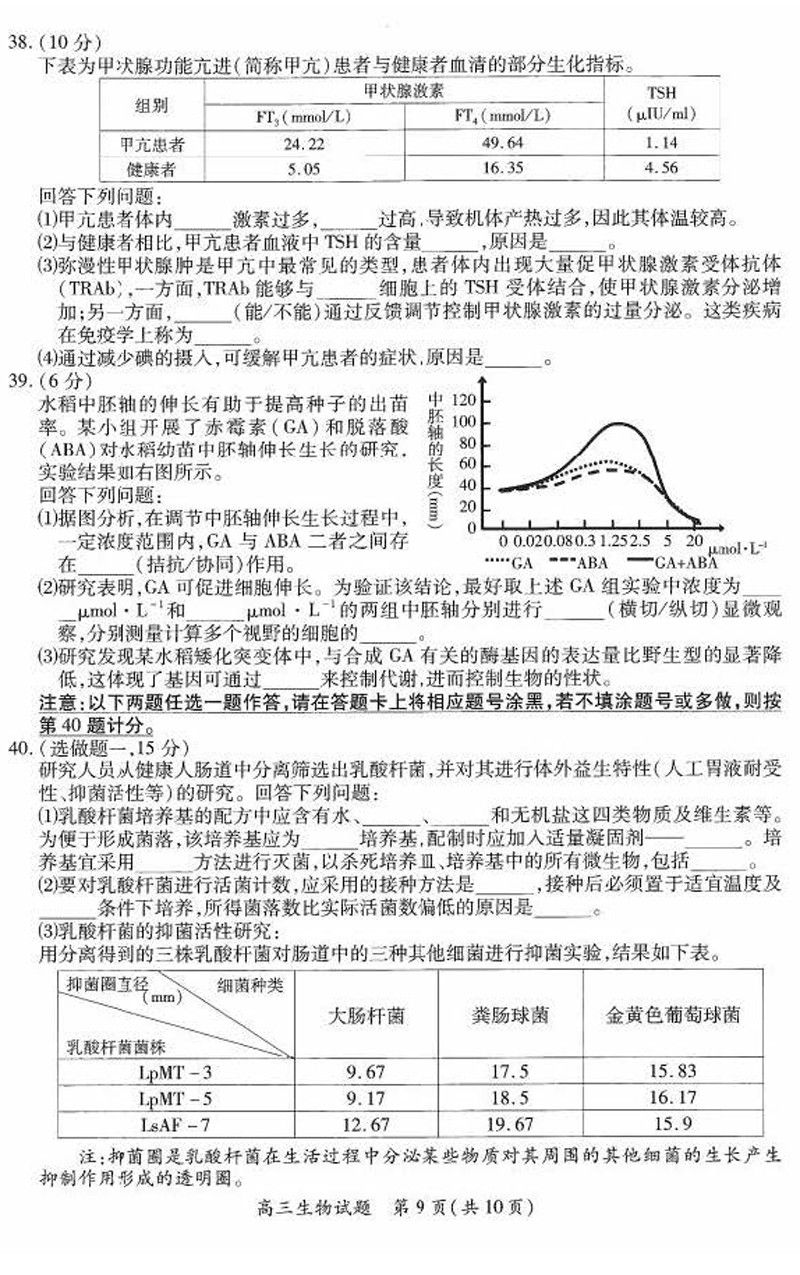 38.(10分)
下表为甲状腺功能亢进(简称甲亢)患者与健康者血清的部分生化指标。
组别 甲状腺激素 TSH (μIU/ml)
FT₃(mmol/L) FT₄(mmol/L)
甲亢患者 24.22 49.64 1.14
健康者 5.05 16.35 4.56
回答下列问题:
⑴甲亢患者体内______激素过多,______过高,导致机体产热过多,因此其体温较高。
⑵与健康者相比,甲亢患者血液中TSH的含量______,原因是______。
⑶弥漫性甲状腺肿是甲亢中最常见的类型,患者体内出现大量促甲状腺激素受体抗体
(TRAb),一方面,TRAb能够与______细胞上的TSH受体结合,使甲状腺激素分泌增
加;另一方面,______(能/不能)通过反馈调节控制甲状腺激素的过量分泌。这类疾病
在免疫学上称为______。
⑷通过减少碘的摄入,可缓解甲亢患者的症状,原因是______。
39.(6分)
水稻中胚轴的伸长有助于提高种子的出苗
率。某小组开展了赤霉素(GA)和脱落酸
(ABA)对水稻幼苗中胚轴伸长生长的研究,
实验结果如右图所示。
回答下列问题:
⑴据图分析,在调节中胚轴伸长生长过程中,
一定浓度范围内,GA与ABA二者之间存
在______(拮抗/协同)作用。
中胚轴的长度(mm)
120
100
80
60
40
20
0
0 0.02 0.08 0.3 1.25 2.5 5 20 μmol·L⁻¹
GA ABA GA+ABA
⑵研究表明,GA可促进细胞伸长。为验证该结论,最好取上述GA组实验中浓度为____
__μmol·L⁻¹和______μmol·L⁻¹的两组中胚轴分别进行______(横切/纵切)显微观
察,分别测量计算多个视野的细胞的______。
⑶研究发现某水稻矮化突变体中,与合成GA有关的酶基因的表达量比野生型的显著降
低,这体现了基因可通过______来控制代谢,进而控制生物的性状。
注意:以下两题任选一题作答,请在答题卡上将相应题号涂黑,若不填涂题号或多做,则按
第40题计分。
40.(选做题一,15分)
研究人员从健康人肠道中分离筛选出乳酸杆菌,并对其进行体外益生特性(人工胃液耐受
性、抑菌活性等)的研究。回答下列问题:
⑴乳酸杆菌培养基的配方中应含有水、______、______和无机盐这四类物质及维生素等。
为便于形成菌落,该培养基应为______培养基,配制时应加入适量凝固剂——______。培
养基宜采用______方法进行灭菌,以杀死培养皿、培养基中的所有微生物,包括______。
⑵要对乳酸杆菌进行活菌计数,应采用的接种方法是______,接种后必须置于适宜温度及
______条件下培养,所得菌落数比实际活菌数偏低的原因是______。
⑶乳酸杆菌的抑菌活性研究:
用分离得到的三株乳酸杆菌对肠道中的三种其他细菌进行抑菌实验,结果如下表。
抑菌圈直径(mm) 细菌种类 乳酸杆菌菌株 大肠杆菌 粪肠球菌 金黄色葡萄球菌
LpMT-3 9.67 17.5 15.83
LpMT-5 9.17 18.5 16.17
LsAF-7 12.67 19.67 15.9
注:抑菌圈是乳酸杆菌在生活过程中分泌某些物质对其周围的其他细菌的生长产生
抑制作用形成的透明圈。
高三生物试题 第9页(共10页)